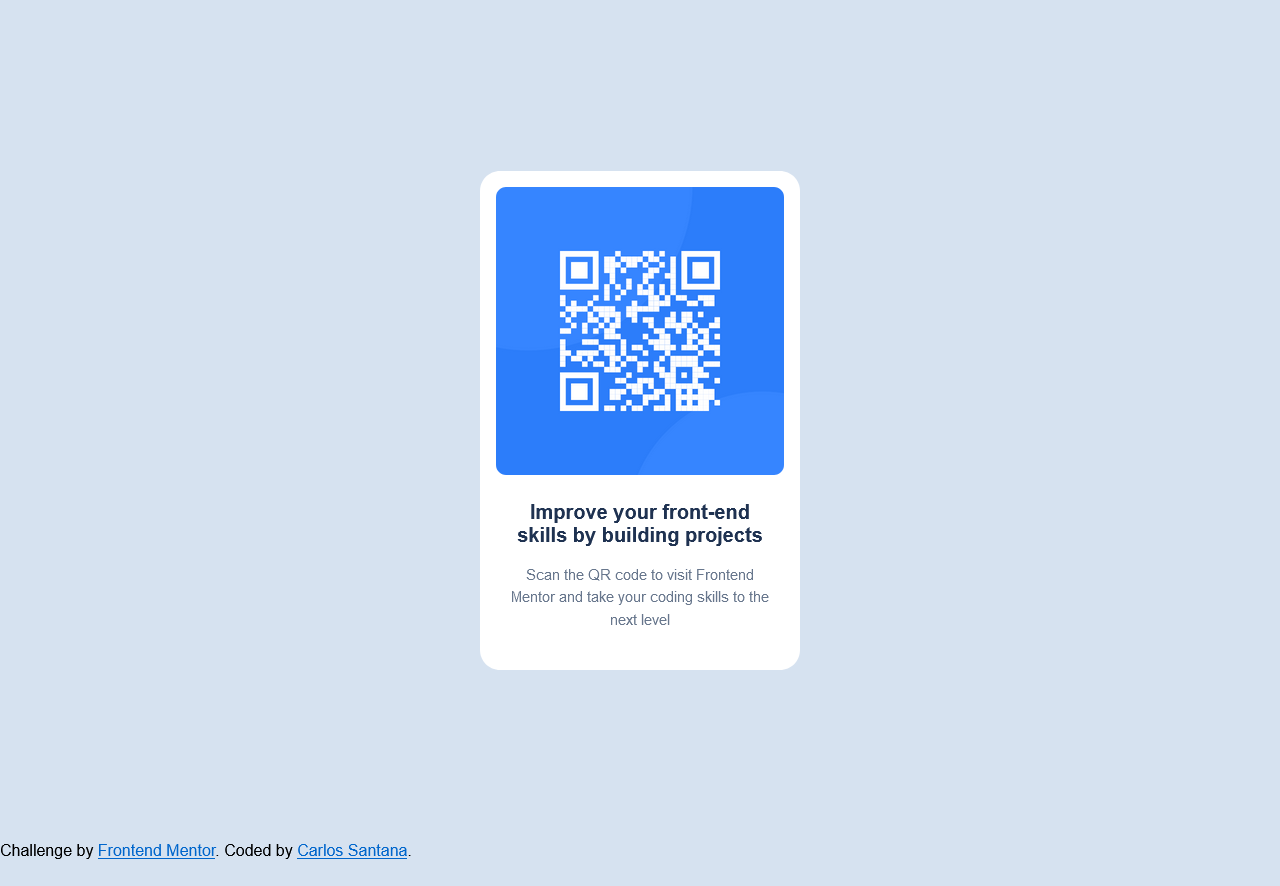 Improve your front-end
skills by building projects
Scan the QR code to visit Frontend
Mentor and take your coding skills to the
next level
Challenge by Frontend Mentor. Coded by Carlos Santana.